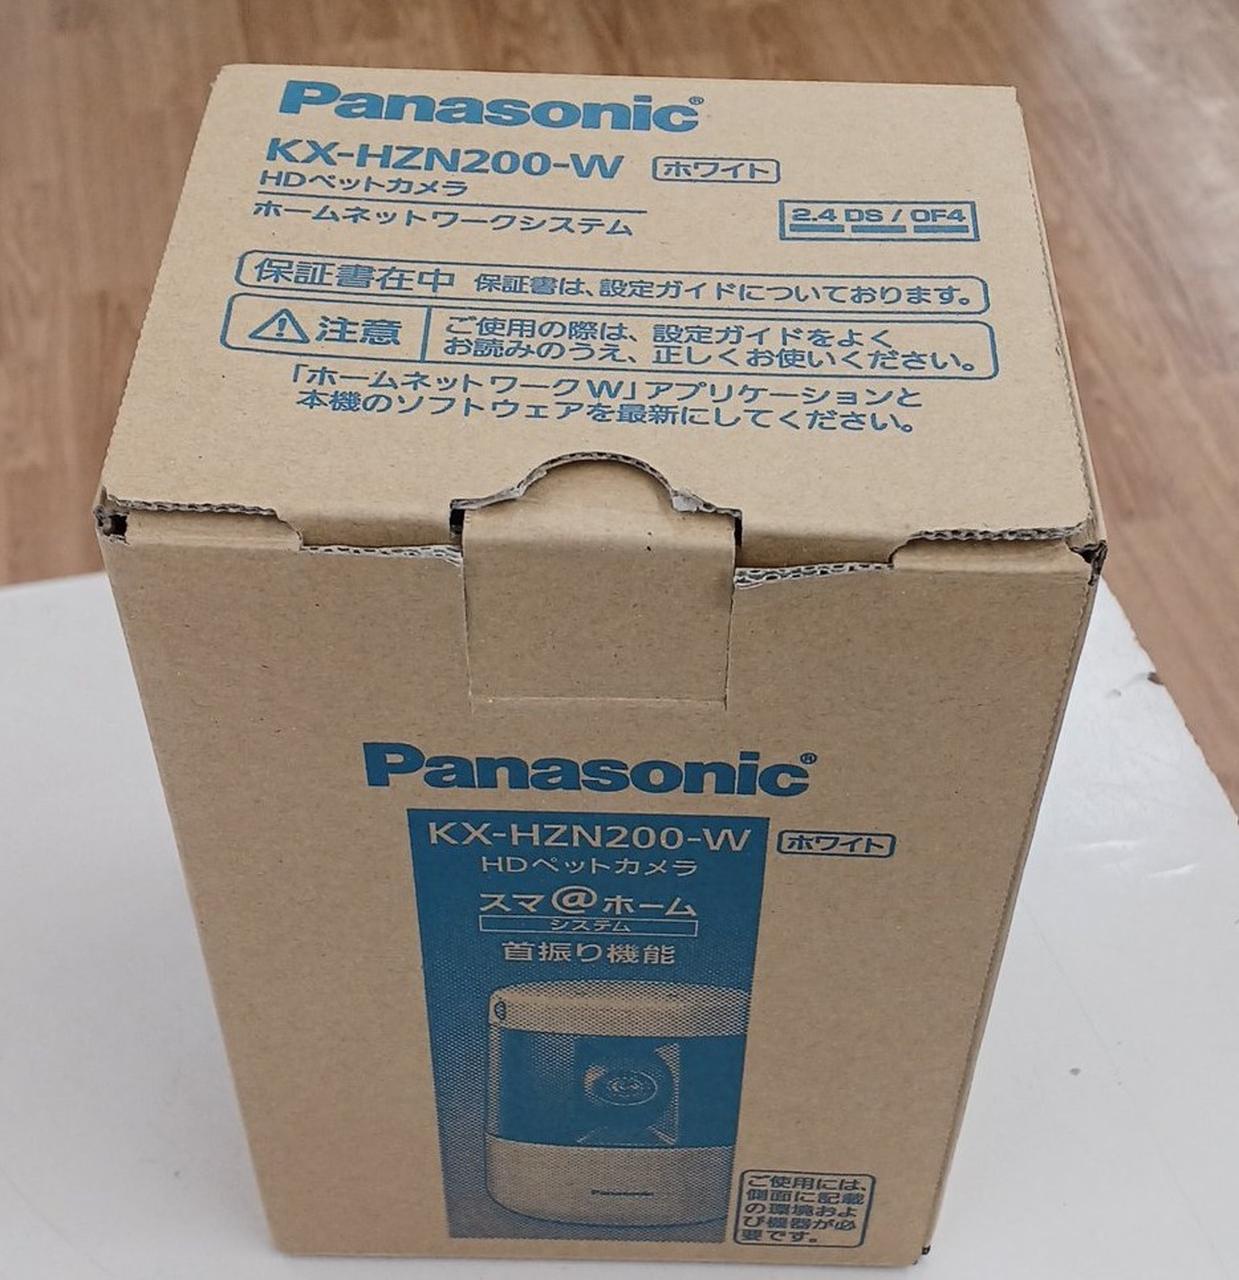 Panasonic®
KX-HZN200-W ホワイト
HDペットカメラ
ホームネットワークシステム
2.4 DS / OF4
保証書在中 保証書は、設定ガイドについております。
注意 ご使用の際は、設定ガイドをよく
お読みのうえ、正しくお使いください。
「ホームネットワークW」アプリケーションと
本機のソフトウェアを最新にしてください。
Panasonic®
KX-HZN200-W ホワイト
HDペットカメラ
スマ@ホーム
システム
首振り機能
Panasonic
ご使用には、
側面に記載
の環境およ
び機器が必
要です。